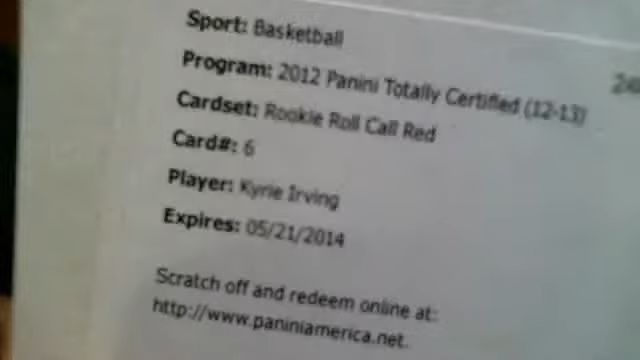 Sport: Basketball
Program: 2012 Panini Totally Certified (12-13)
Cardset: Rookie Roll Call Red
Card#: 6
Player: Kyrie Irving
Expires: 05/21/2014
Scratch off and redeem online at:
http://www.paniniamerica.net.